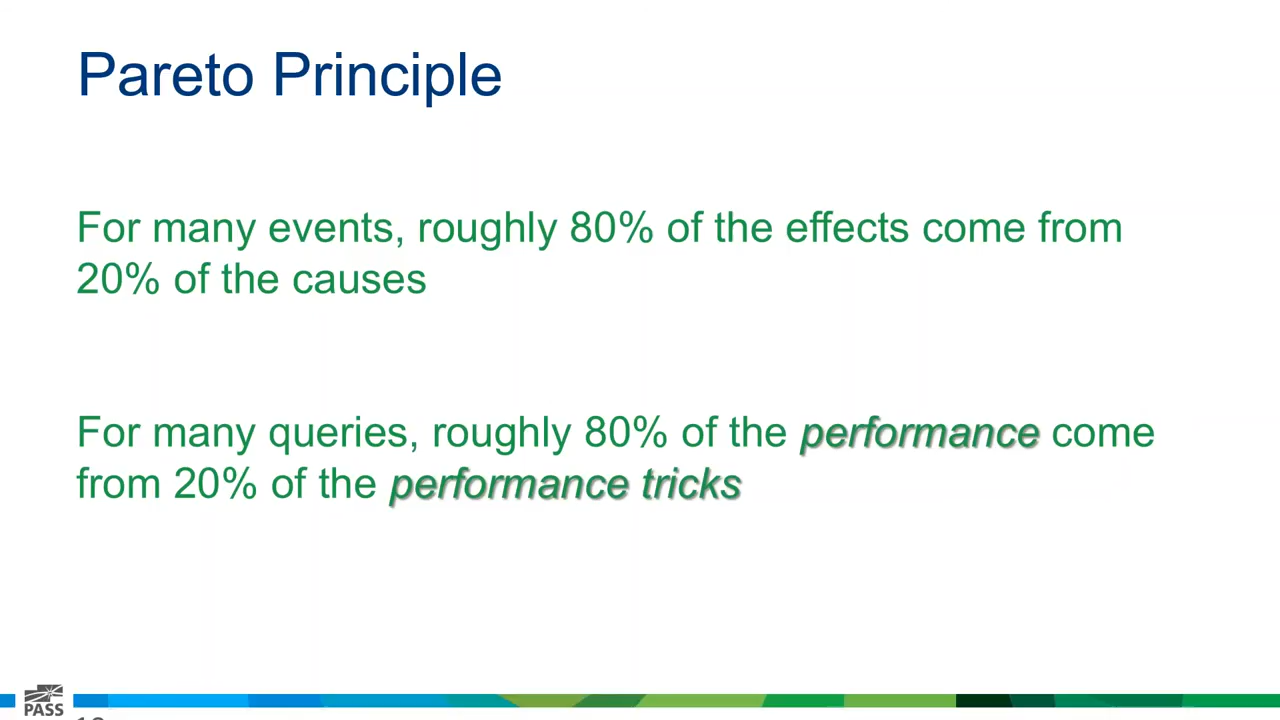 Pareto Principle
For many events, roughly 80% of the effects come from
20% of the causes
For many queries, roughly 80% of the performance come
from 20% of the performance tricks
PASS